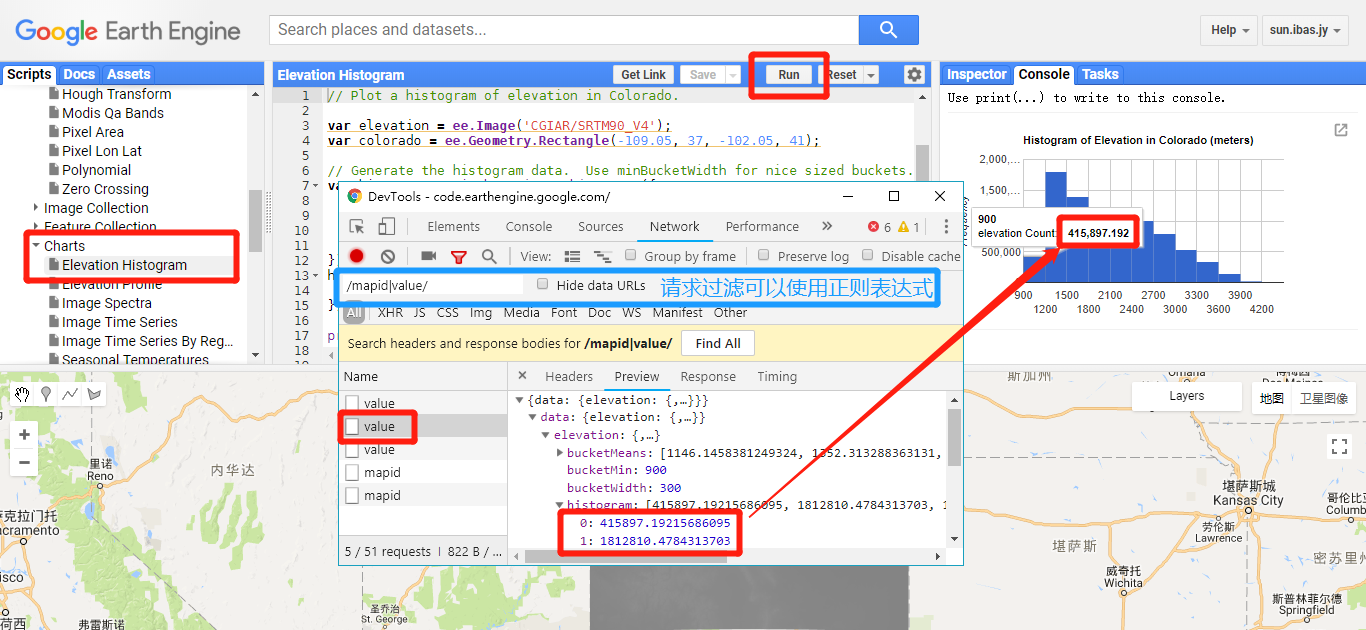 Google Earth Engine
Search places and datasets...
Help
sun.ibas.jy
Scripts Docs Assets
Hough Transform
Modis Qa Bands
Pixel Area
Pixel Lon Lat
Polynomial
Zero Crossing
Image Collection
Feature Collection
Charts
Elevation Histogram
Elevation Profile
Image Spectra
Image Time Series
Image Time Series By Reg...
Seasonal Temperatures
Elevation Histogram
Get Link Save Run Reset
1 // Plot a histogram of elevation in Colorado.
2
3 var elevation = ee.Image('CGIAR/SRTM90_V4');
4 var colorado = ee.Geometry.Rectangle(-109.05, 37, -102.05, 41);
5
6 // Generate the histogram data. Use minBucketWidth for nice sized buckets.
7
8
9
10
11
12 }
13
14
15 }
16
17
18
Inspector Console Tasks
Use print(...) to write to this console.
Histogram of Elevation in Colorado (meters)
2,000,...
1,500,...
500,000
900
elevation Count:
415,897.192
900 1500 2100 2700 3300 3900
1200 1800 2400 3000 3600 4200
DevTools - code.earthengine.google.com/
Elements Console Sources Network Performance » 6 1
View: Group by frame Preserve log Disable cache
/mapid|value/ Hide data URLs 请求过滤可以使用正则表达式
All XHR JS CSS Img Media Font Doc WS Manifest Other
Search headers and response bodies for /mapid|value/ Find All
Name
value
value
value
mapid
mapid
5 / 51 requests | 822 B / ...
× Headers Preview Response Timing
{data: {elevation: {,…}}}
data: {elevation: {,…}}
elevation: {,…}
bucketMeans: [1146.1458381249324, 1352.313288363131,
bucketMin: 900
bucketWidth: 300
histogram: [415897.19215686095, 1812810.4784313703, 1
0: 415897.19215686095
1: 1812810.4784313703
+
−
里诺
Reno
内华达
萨克拉门托
圣乔治
St. George
弗雷斯诺
Layers
地图 卫星图像
斯加州
Omaha
Des Moines
堪萨斯城
Kansas City
劳伦斯
Lawrence
堪萨斯
威奇托
Wichita
斯普林菲尔德
Springfield
密苏里